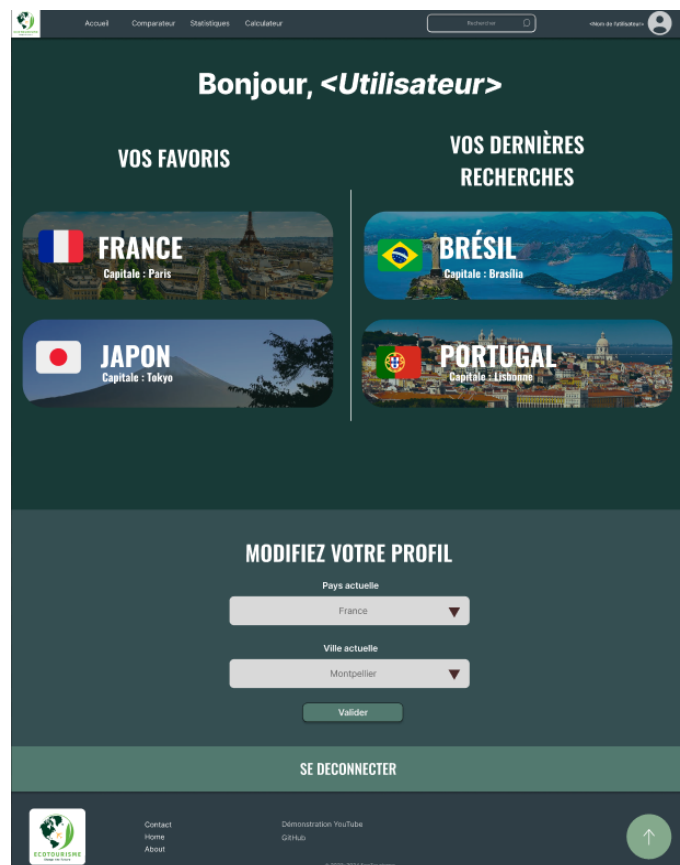 Accueil Comparateur Statistiques Calculateur Rechercher <Nom de l'utilisateur>
Bonjour, <Utilisateur>
VOS FAVORIS
VOS DERNIÈRES
RECHERCHES
FRANCE
Capitale : Paris
BRÉSIL
Capitale : Brasília
JAPON
Capitale : Tokyo
PORTUGAL
Capitale : Lisbonne
MODIFIEZ VOTRE PROFIL
Pays actuelle
France
Ville actuelle
Montpellier
Valider
SE DECONNECTER
ECOTOURISME
Contact
Home
About
Démonstration YouTube
GitHub